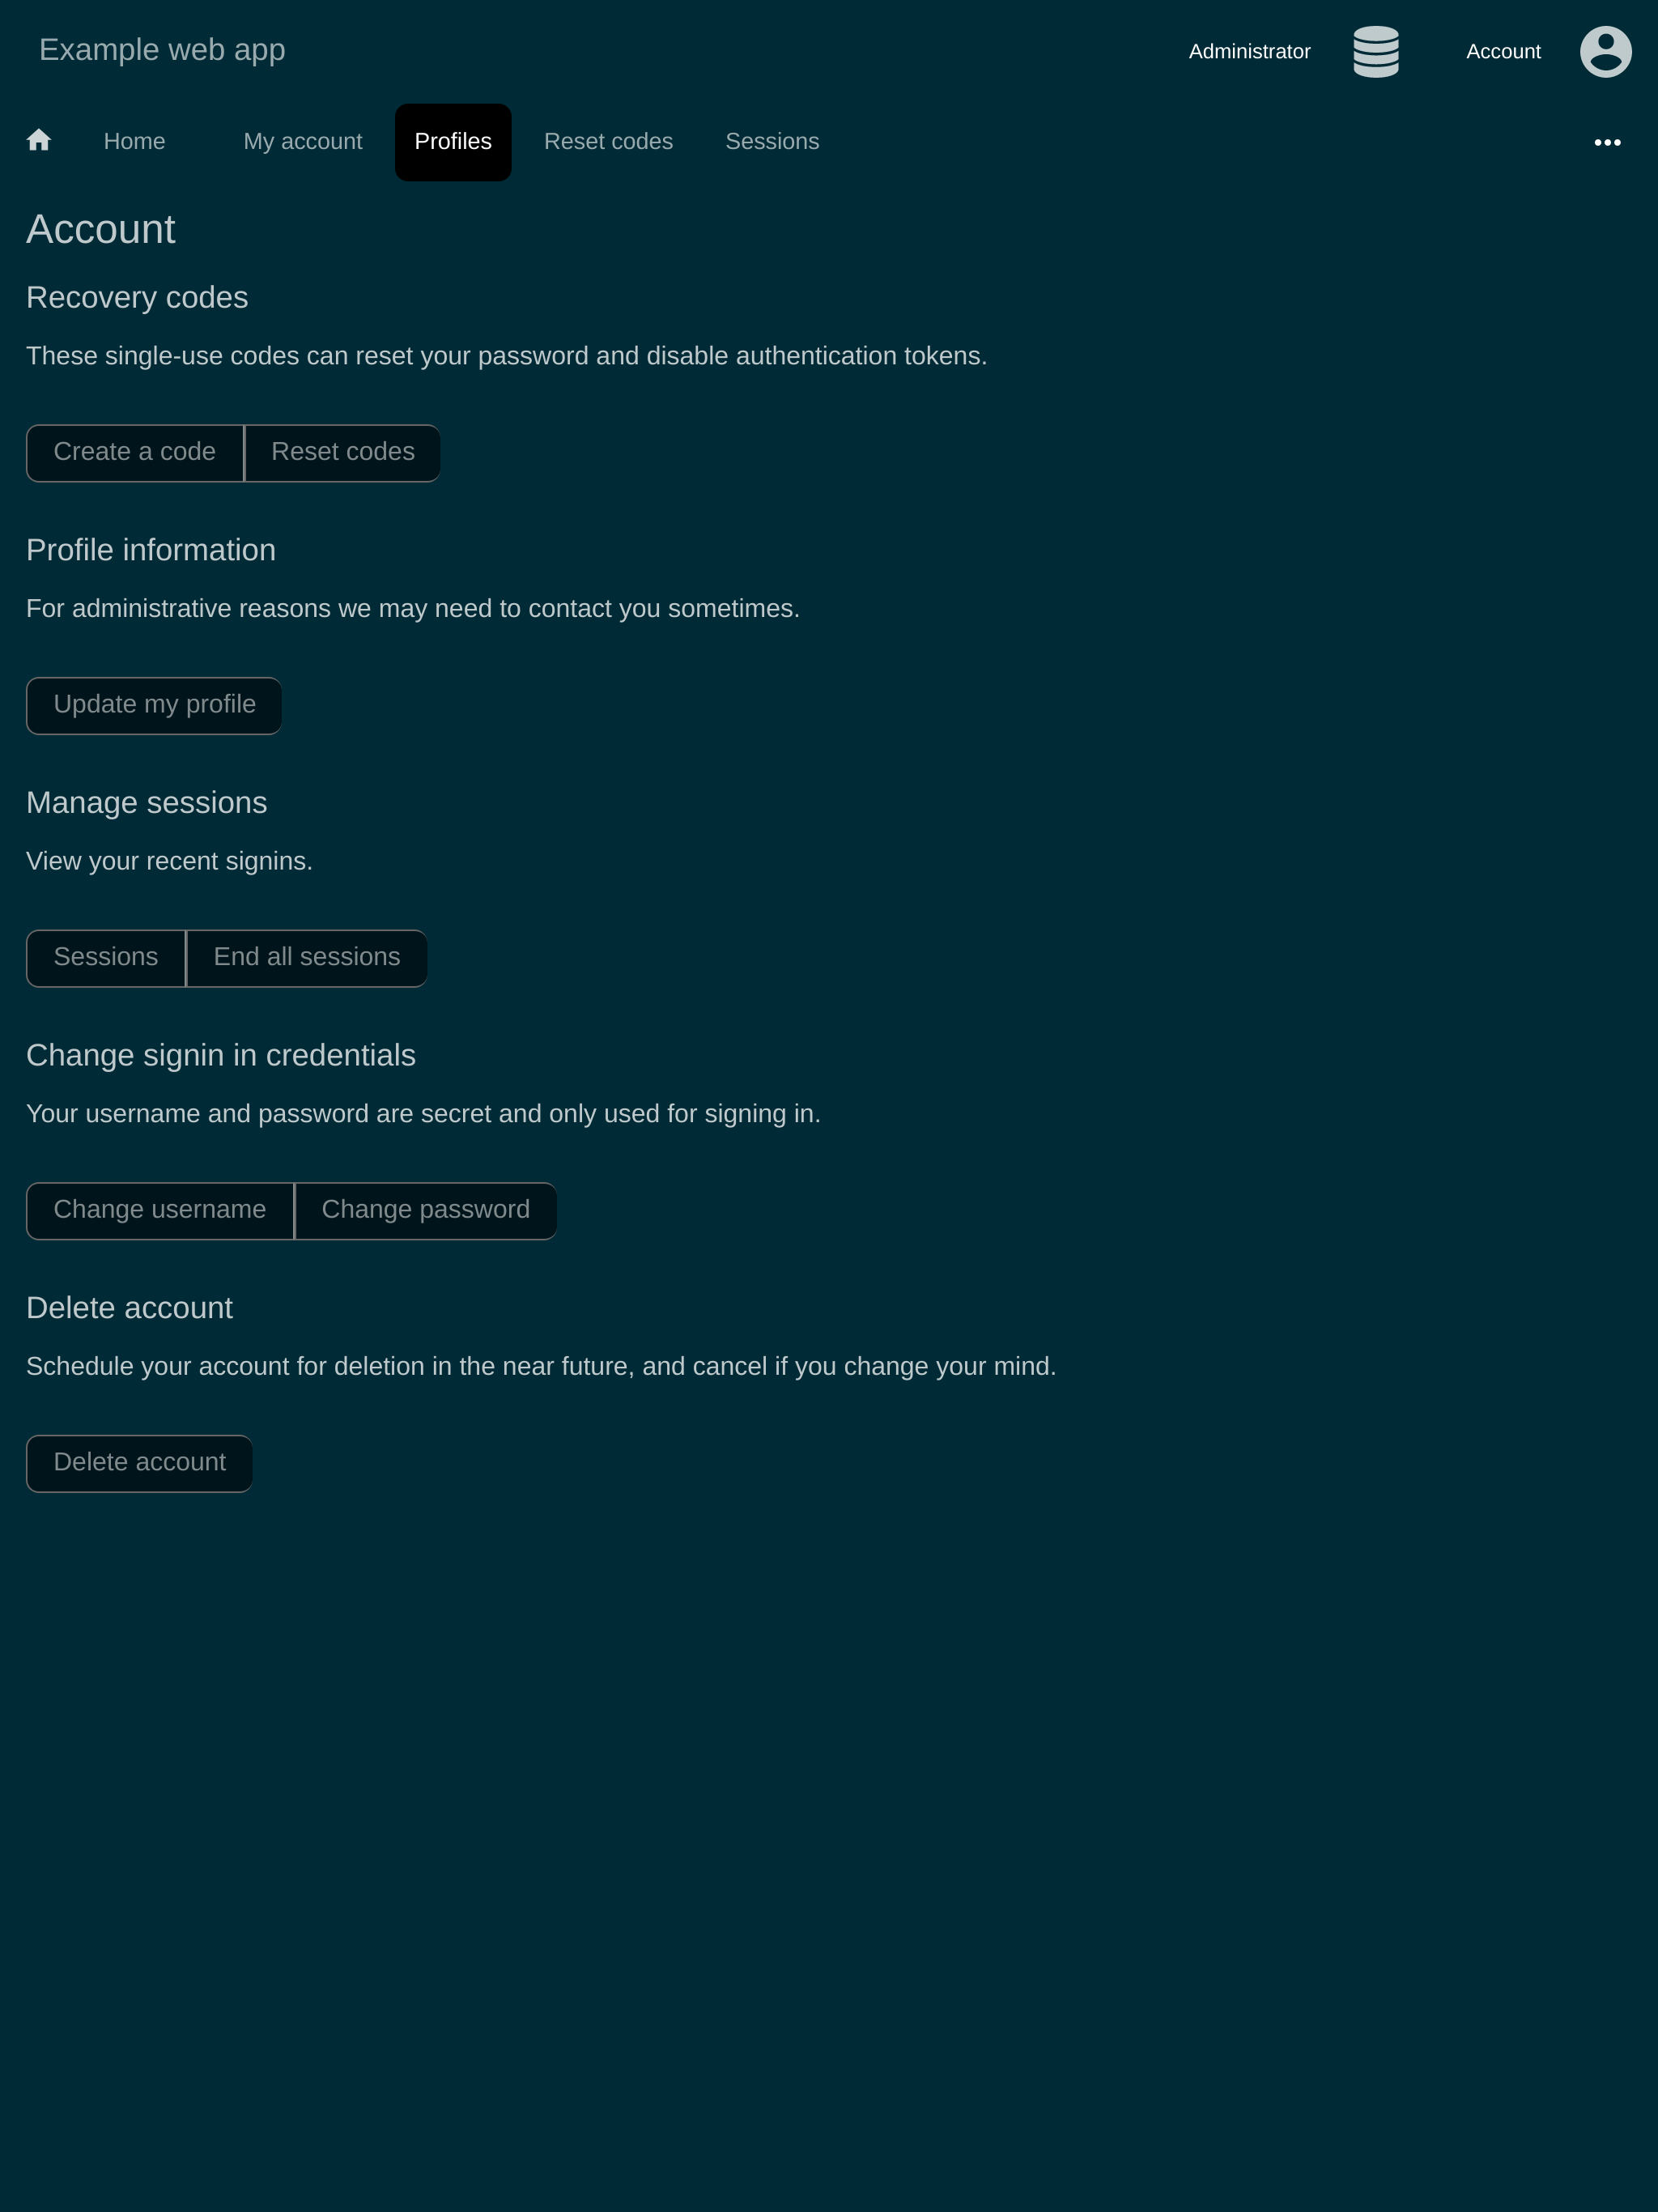 Example web app
Administrator
Account
Home
My account
Profiles
Reset codes
Sessions
Account
Recovery codes
These single-use codes can reset your password and disable authentication tokens.
Create a code
Reset codes
Profile information
For administrative reasons we may need to contact you sometimes.
Update my profile
Manage sessions
View your recent signins.
Sessions
End all sessions
Change signin in credentials
Your username and password are secret and only used for signing in.
Change username
Change password
Delete account
Schedule your account for deletion in the near future, and cancel if you change your mind.
Delete account